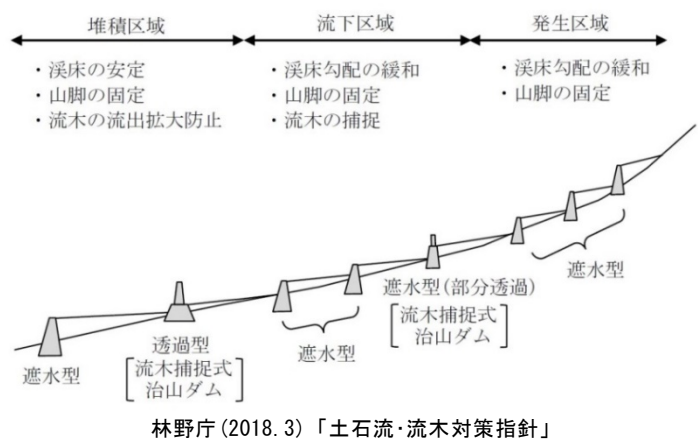 堆積区域
流下区域
発生区域
・渓床の安定
・山脚の固定
・流木の流出拡大防止
・渓床勾配の緩和
・山脚の固定
・流木の捕捉
・渓床勾配の緩和
・山脚の固定
遮水型
透過型
流木捕捉式
治山ダム
遮水型
遮水型(部分透過)
流木捕捉式
治山ダム
遮水型
林野庁(2018.3)「土石流・流木対策指針」